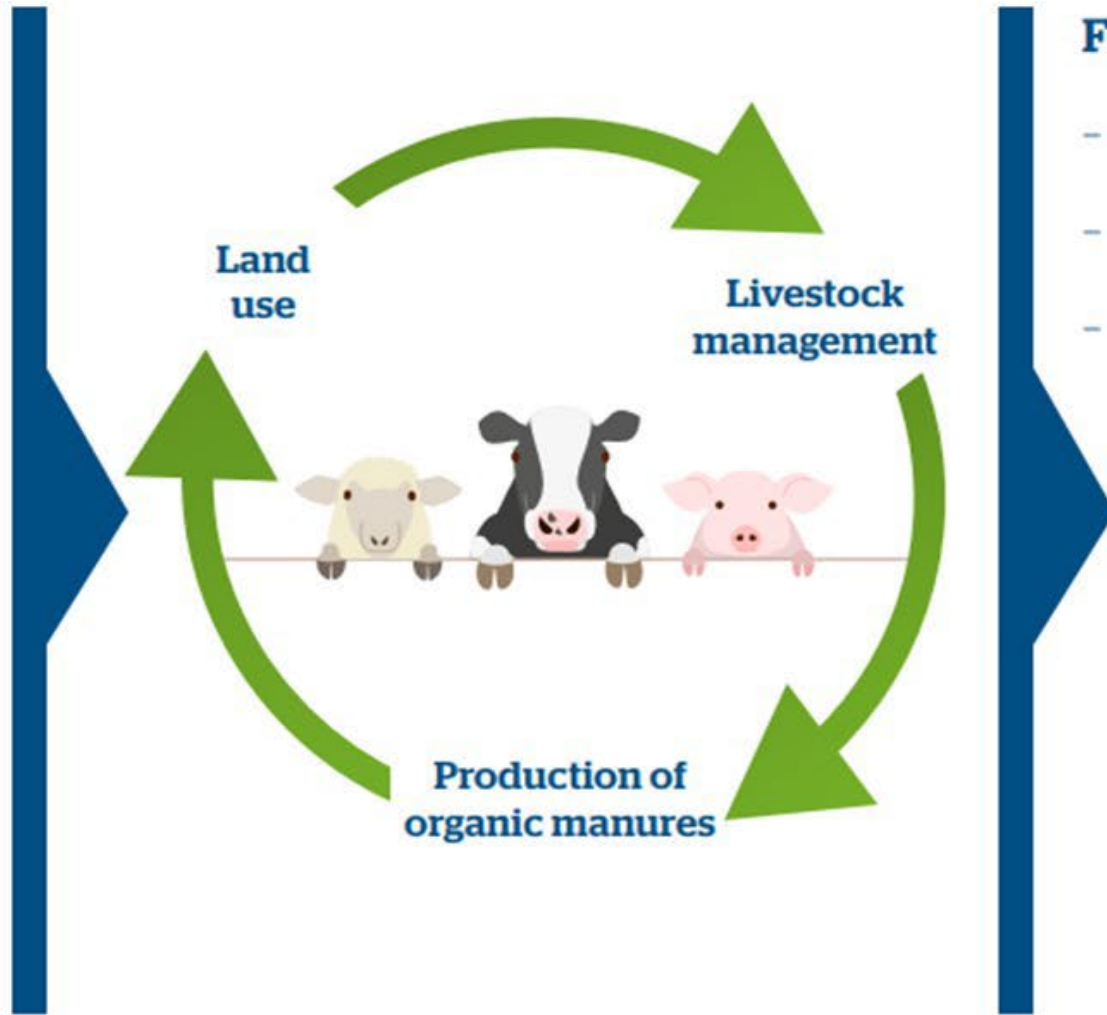 F
-
-
-
Land
use
Livestock
management
Production of
organic manures